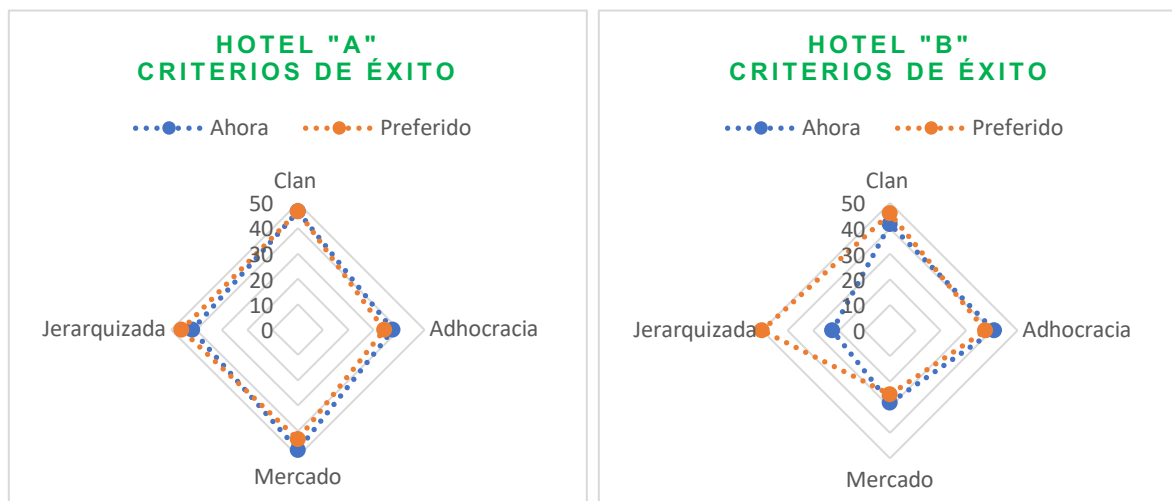 HOTEL "A"
CRITERIOS DE ÉXITO
Ahora
Preferido
Clan
50
40
30
20
10
0
Jerarquizada
Adhocracia
Mercado
HOTEL "B"
CRITERIOS DE ÉXITO
Ahora
Preferido
Clan
50
40
30
20
10
0
Jerarquizada
Adhocracia
Mercado